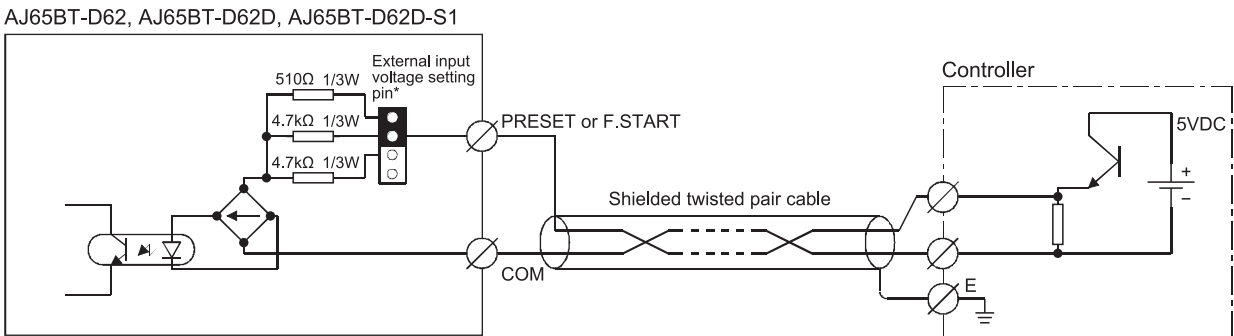 AJ65BT-D62, AJ65BT-D62D, AJ65BT-D62D-S1
External input
voltage setting
pin*
510Ω 1/3W
4.7kΩ 1/3W
4.7kΩ 1/3W
PRESET or F.START
COM
Shielded twisted pair cable
Controller
5VDC
+
−
E